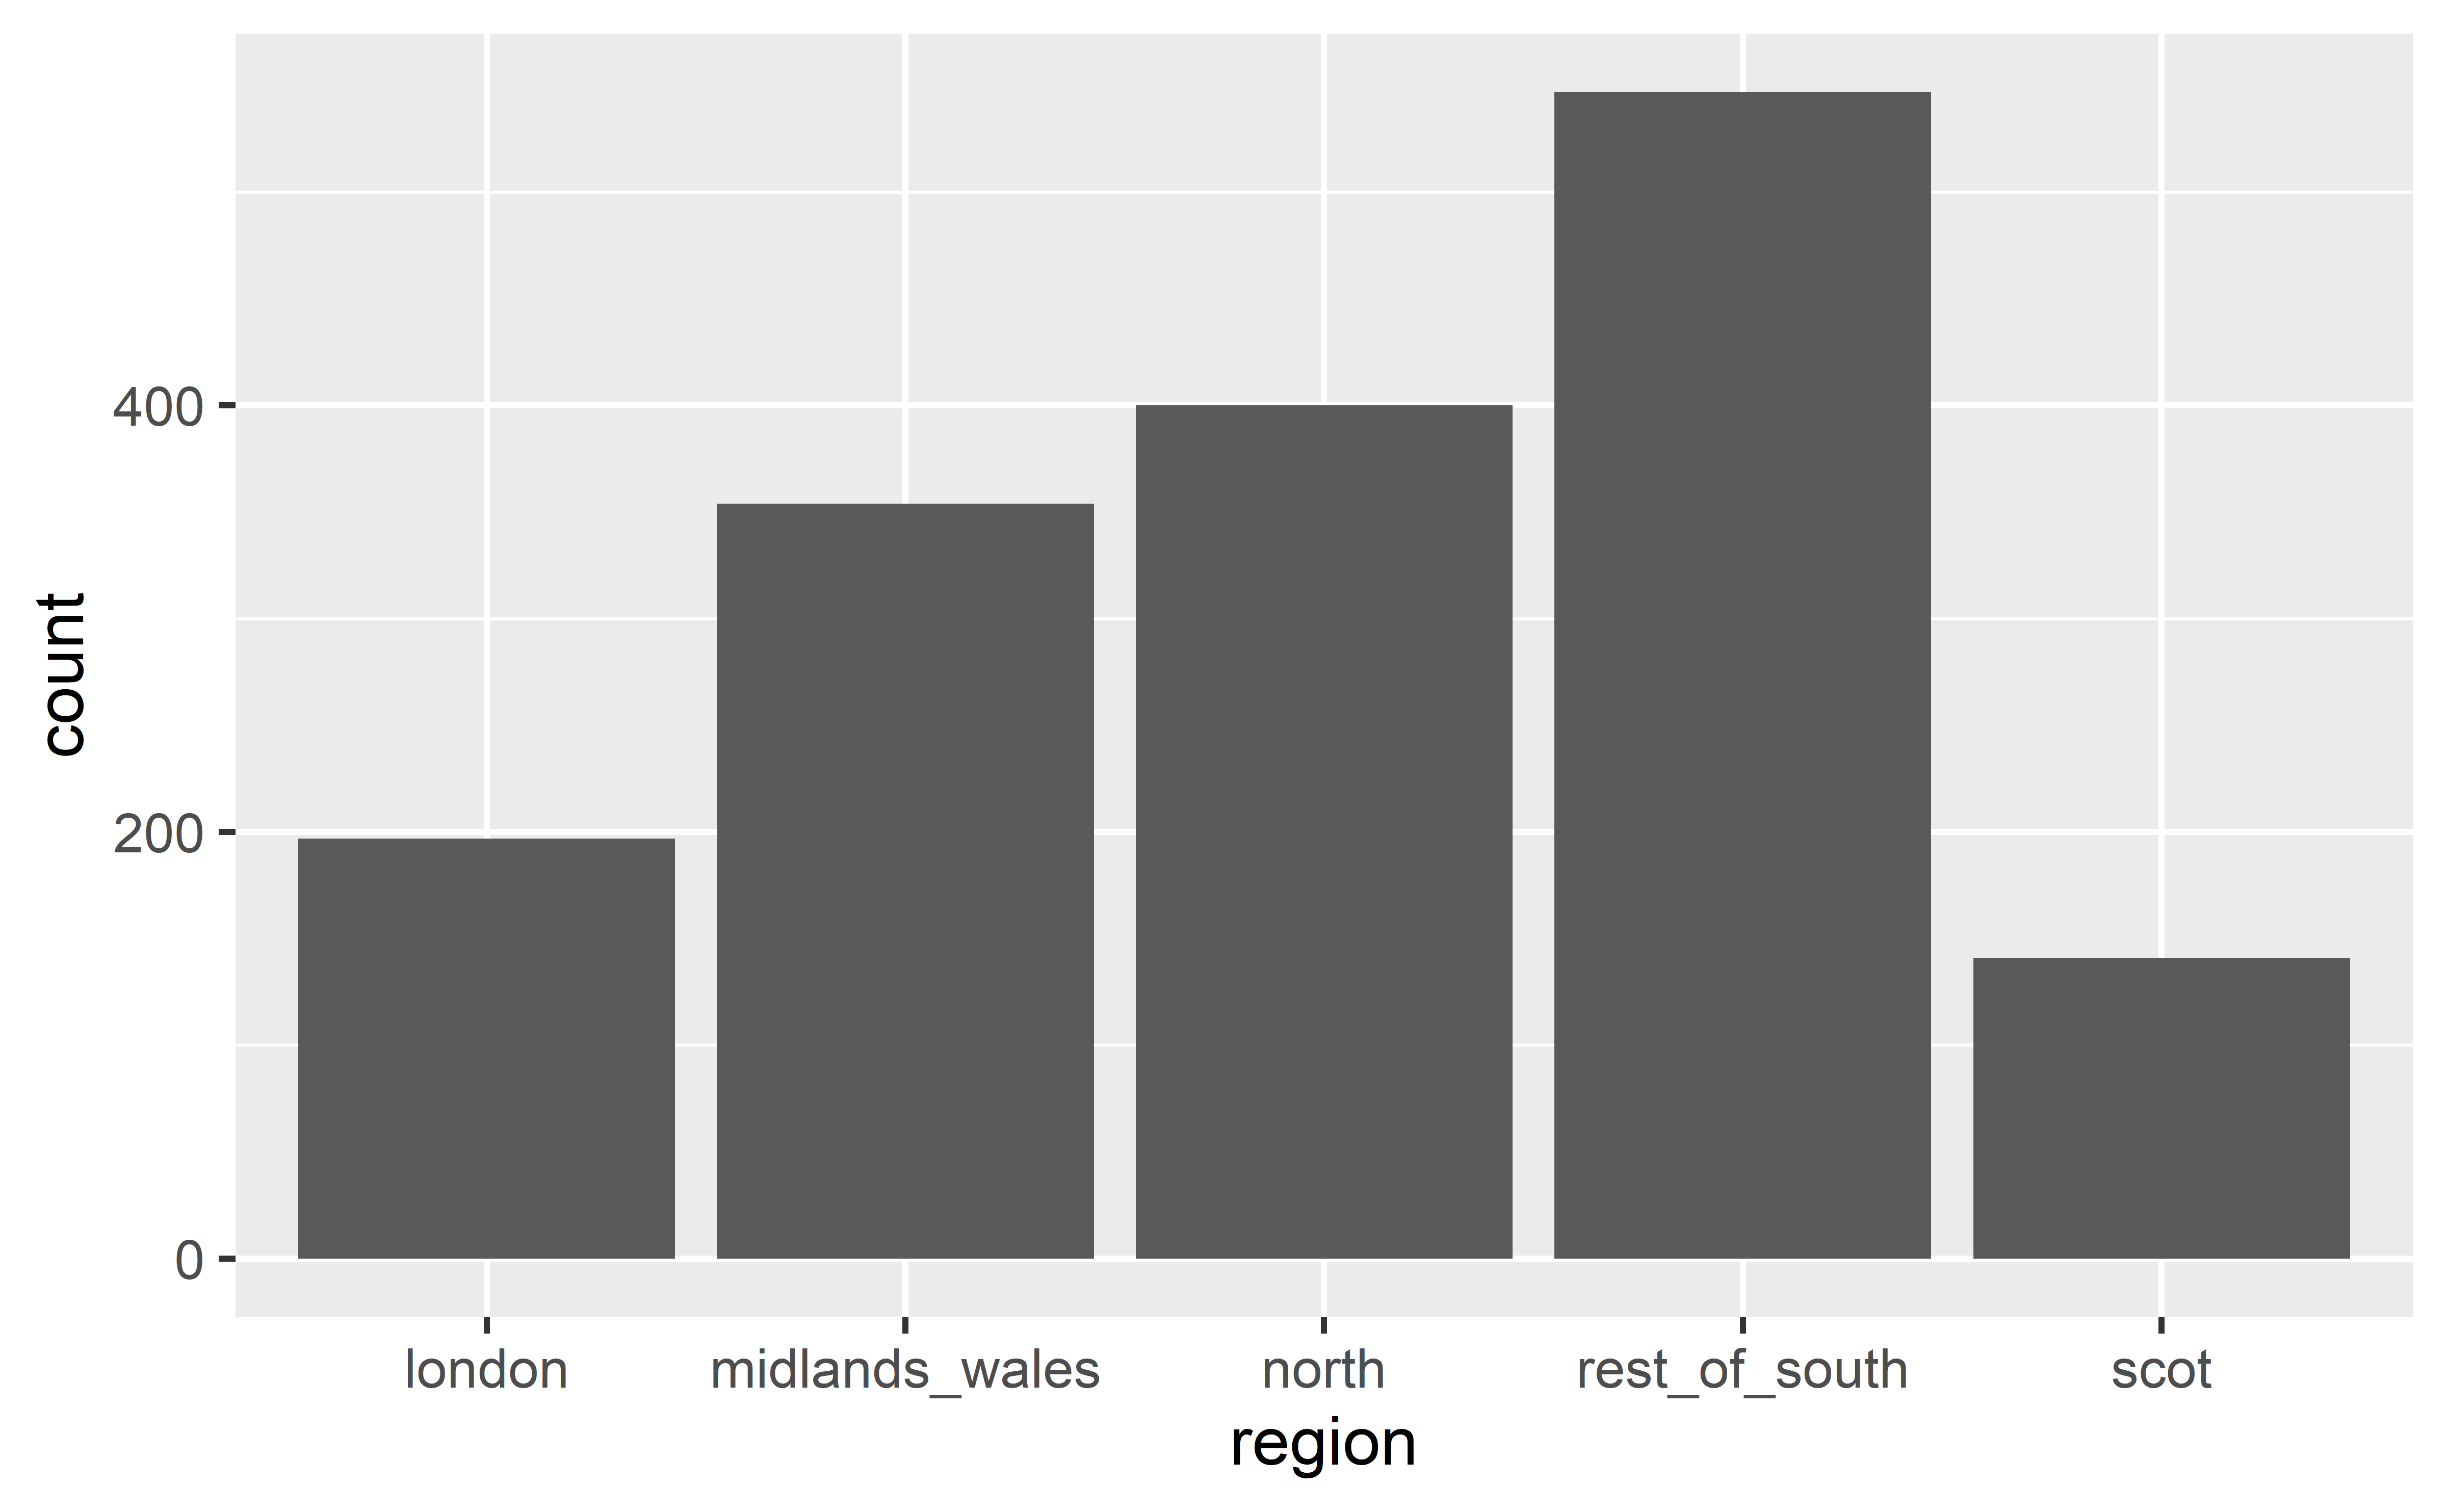 count
400
200
0
london midlands_wales north rest_of_south scot
region